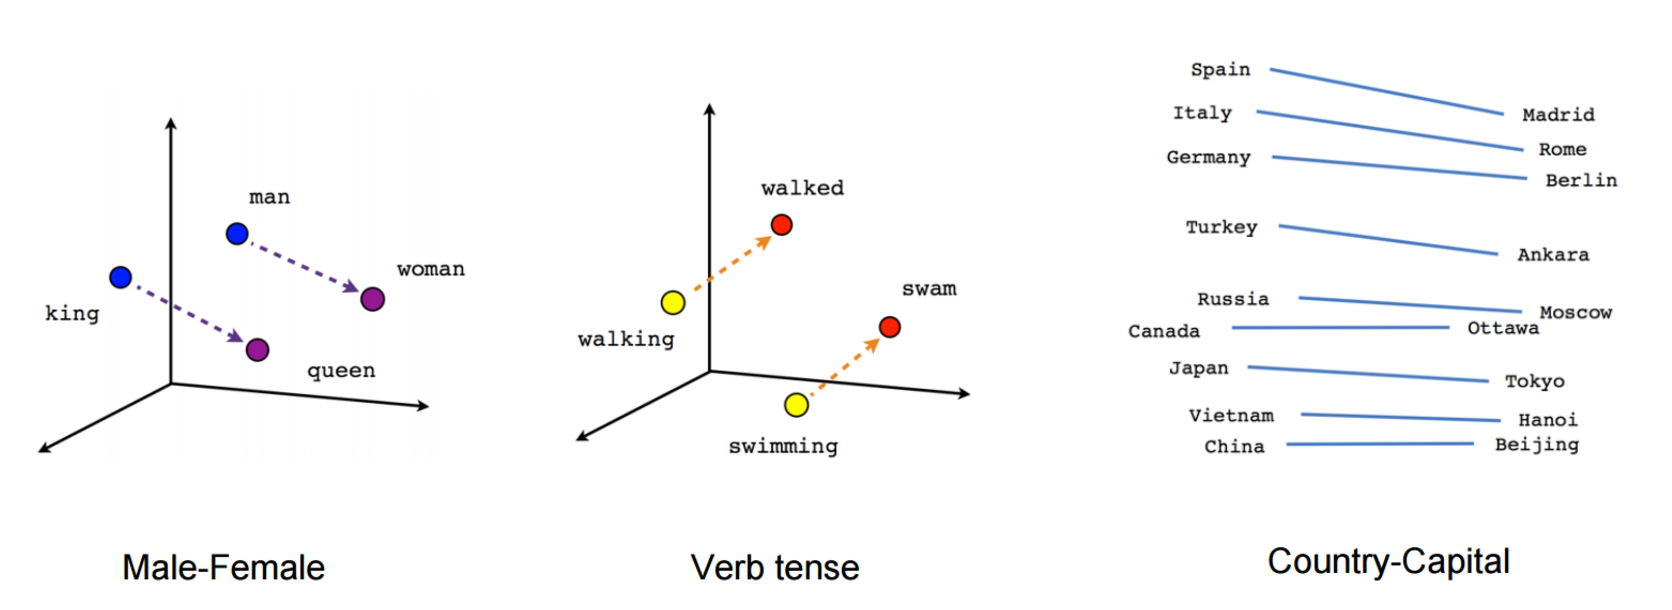 man
woman
king
queen
Male-Female
walked
walking
swam
swimming
Verb tense
Spain
Madrid
Italy
Rome
Germany
Berlin
Turkey
Ankara
Russia
Moscow
Canada
Ottawa
Japan
Tokyo
Vietnam
Hanoi
China
Beijing
Country-Capital